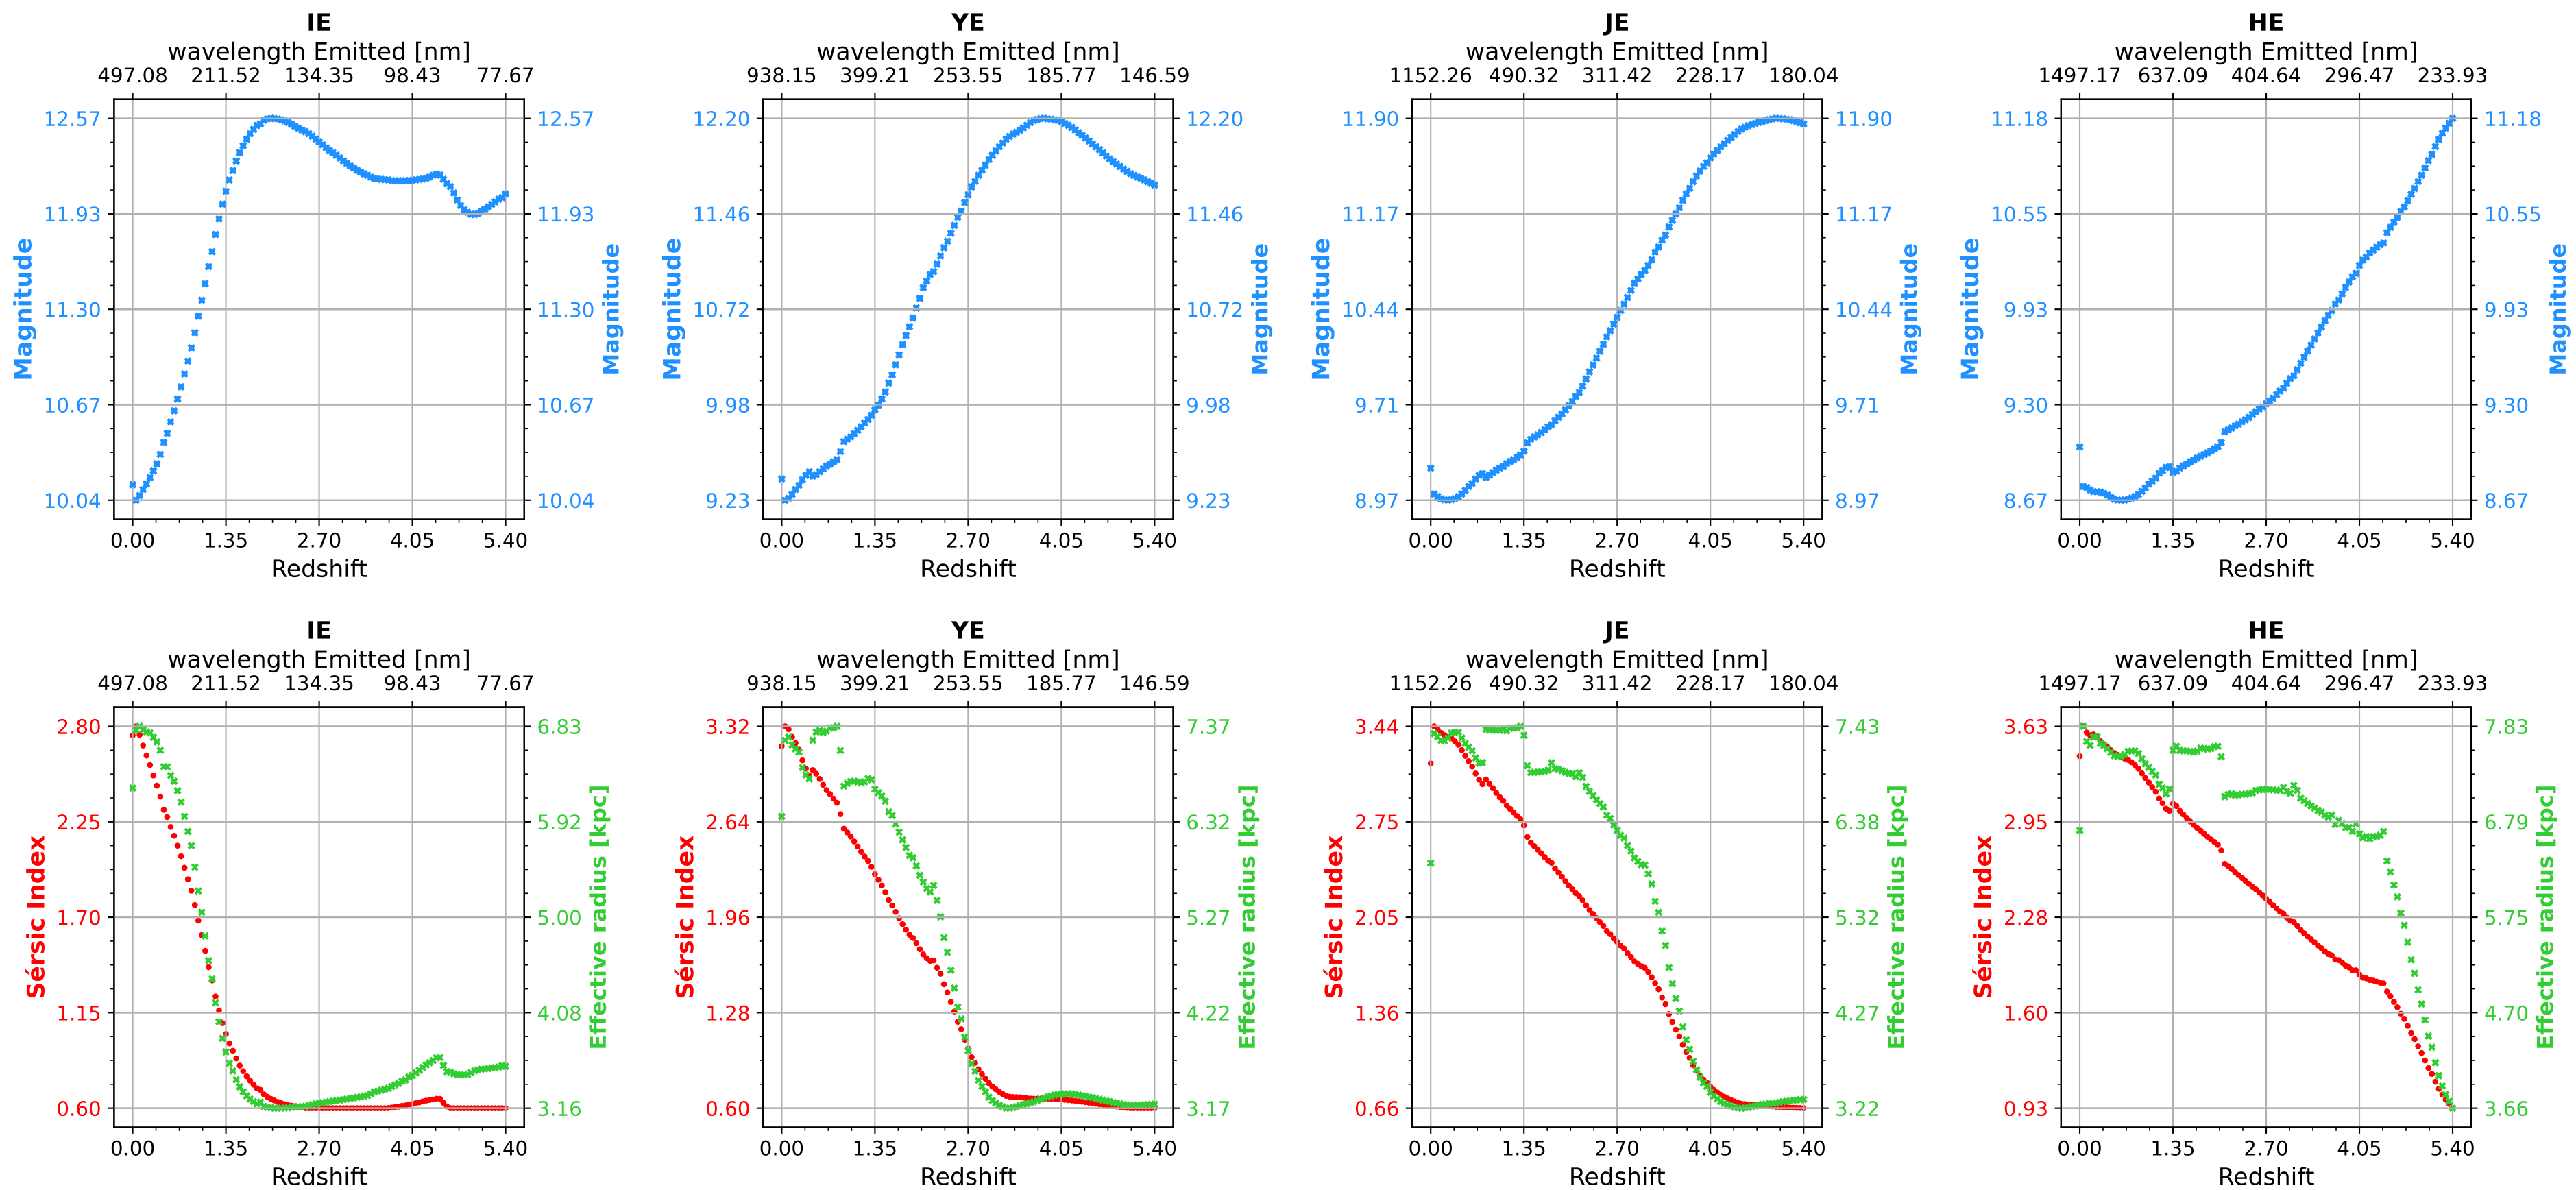 IE
wavelength Emitted [nm]
497.08 211.52 134.35 98.43 77.67
12.57 12.57
11.93 11.93
11.30 11.30
10.67 10.67
10.04 10.04
Magnitude
Magnitude
0.00 1.35 2.70 4.05 5.40
Redshift
YE
wavelength Emitted [nm]
938.15 399.21 253.55 185.77 146.59
12.20 12.20
11.46 11.46
10.72 10.72
9.98 9.98
9.23 9.23
Magnitude
Magnitude
0.00 1.35 2.70 4.05 5.40
Redshift
JE
wavelength Emitted [nm]
1152.26 490.32 311.42 228.17 180.04
11.90 11.90
11.17 11.17
10.44 10.44
9.71 9.71
8.97 8.97
Magnitude
Magnitude
0.00 1.35 2.70 4.05 5.40
Redshift
HE
wavelength Emitted [nm]
1497.17 637.09 404.64 296.47 233.93
11.18 11.18
10.55 10.55
9.93 9.93
9.30 9.30
8.67 8.67
Magnitude
Magnitude
0.00 1.35 2.70 4.05 5.40
Redshift
IE
wavelength Emitted [nm]
497.08 211.52 134.35 98.43 77.67
2.80 6.83
2.25 5.92
1.70 5.00
1.15 4.08
0.60 3.16
Sérsic Index
Effective radius [kpc]
0.00 1.35 2.70 4.05 5.40
Redshift
YE
wavelength Emitted [nm]
938.15 399.21 253.55 185.77 146.59
3.32 7.37
2.64 6.32
1.96 5.27
1.28 4.22
0.60 3.17
Sérsic Index
Effective radius [kpc]
0.00 1.35 2.70 4.05 5.40
Redshift
JE
wavelength Emitted [nm]
1152.26 490.32 311.42 228.17 180.04
3.44 7.43
2.75 6.38
2.05 5.32
1.36 4.27
0.66 3.22
Sérsic Index
Effective radius [kpc]
0.00 1.35 2.70 4.05 5.40
Redshift
HE
wavelength Emitted [nm]
1497.17 637.09 404.64 296.47 233.93
3.63 7.83
2.95 6.79
2.28 5.75
1.60 4.70
0.93 3.66
Sérsic Index
Effective radius [kpc]
0.00 1.35 2.70 4.05 5.40
Redshift